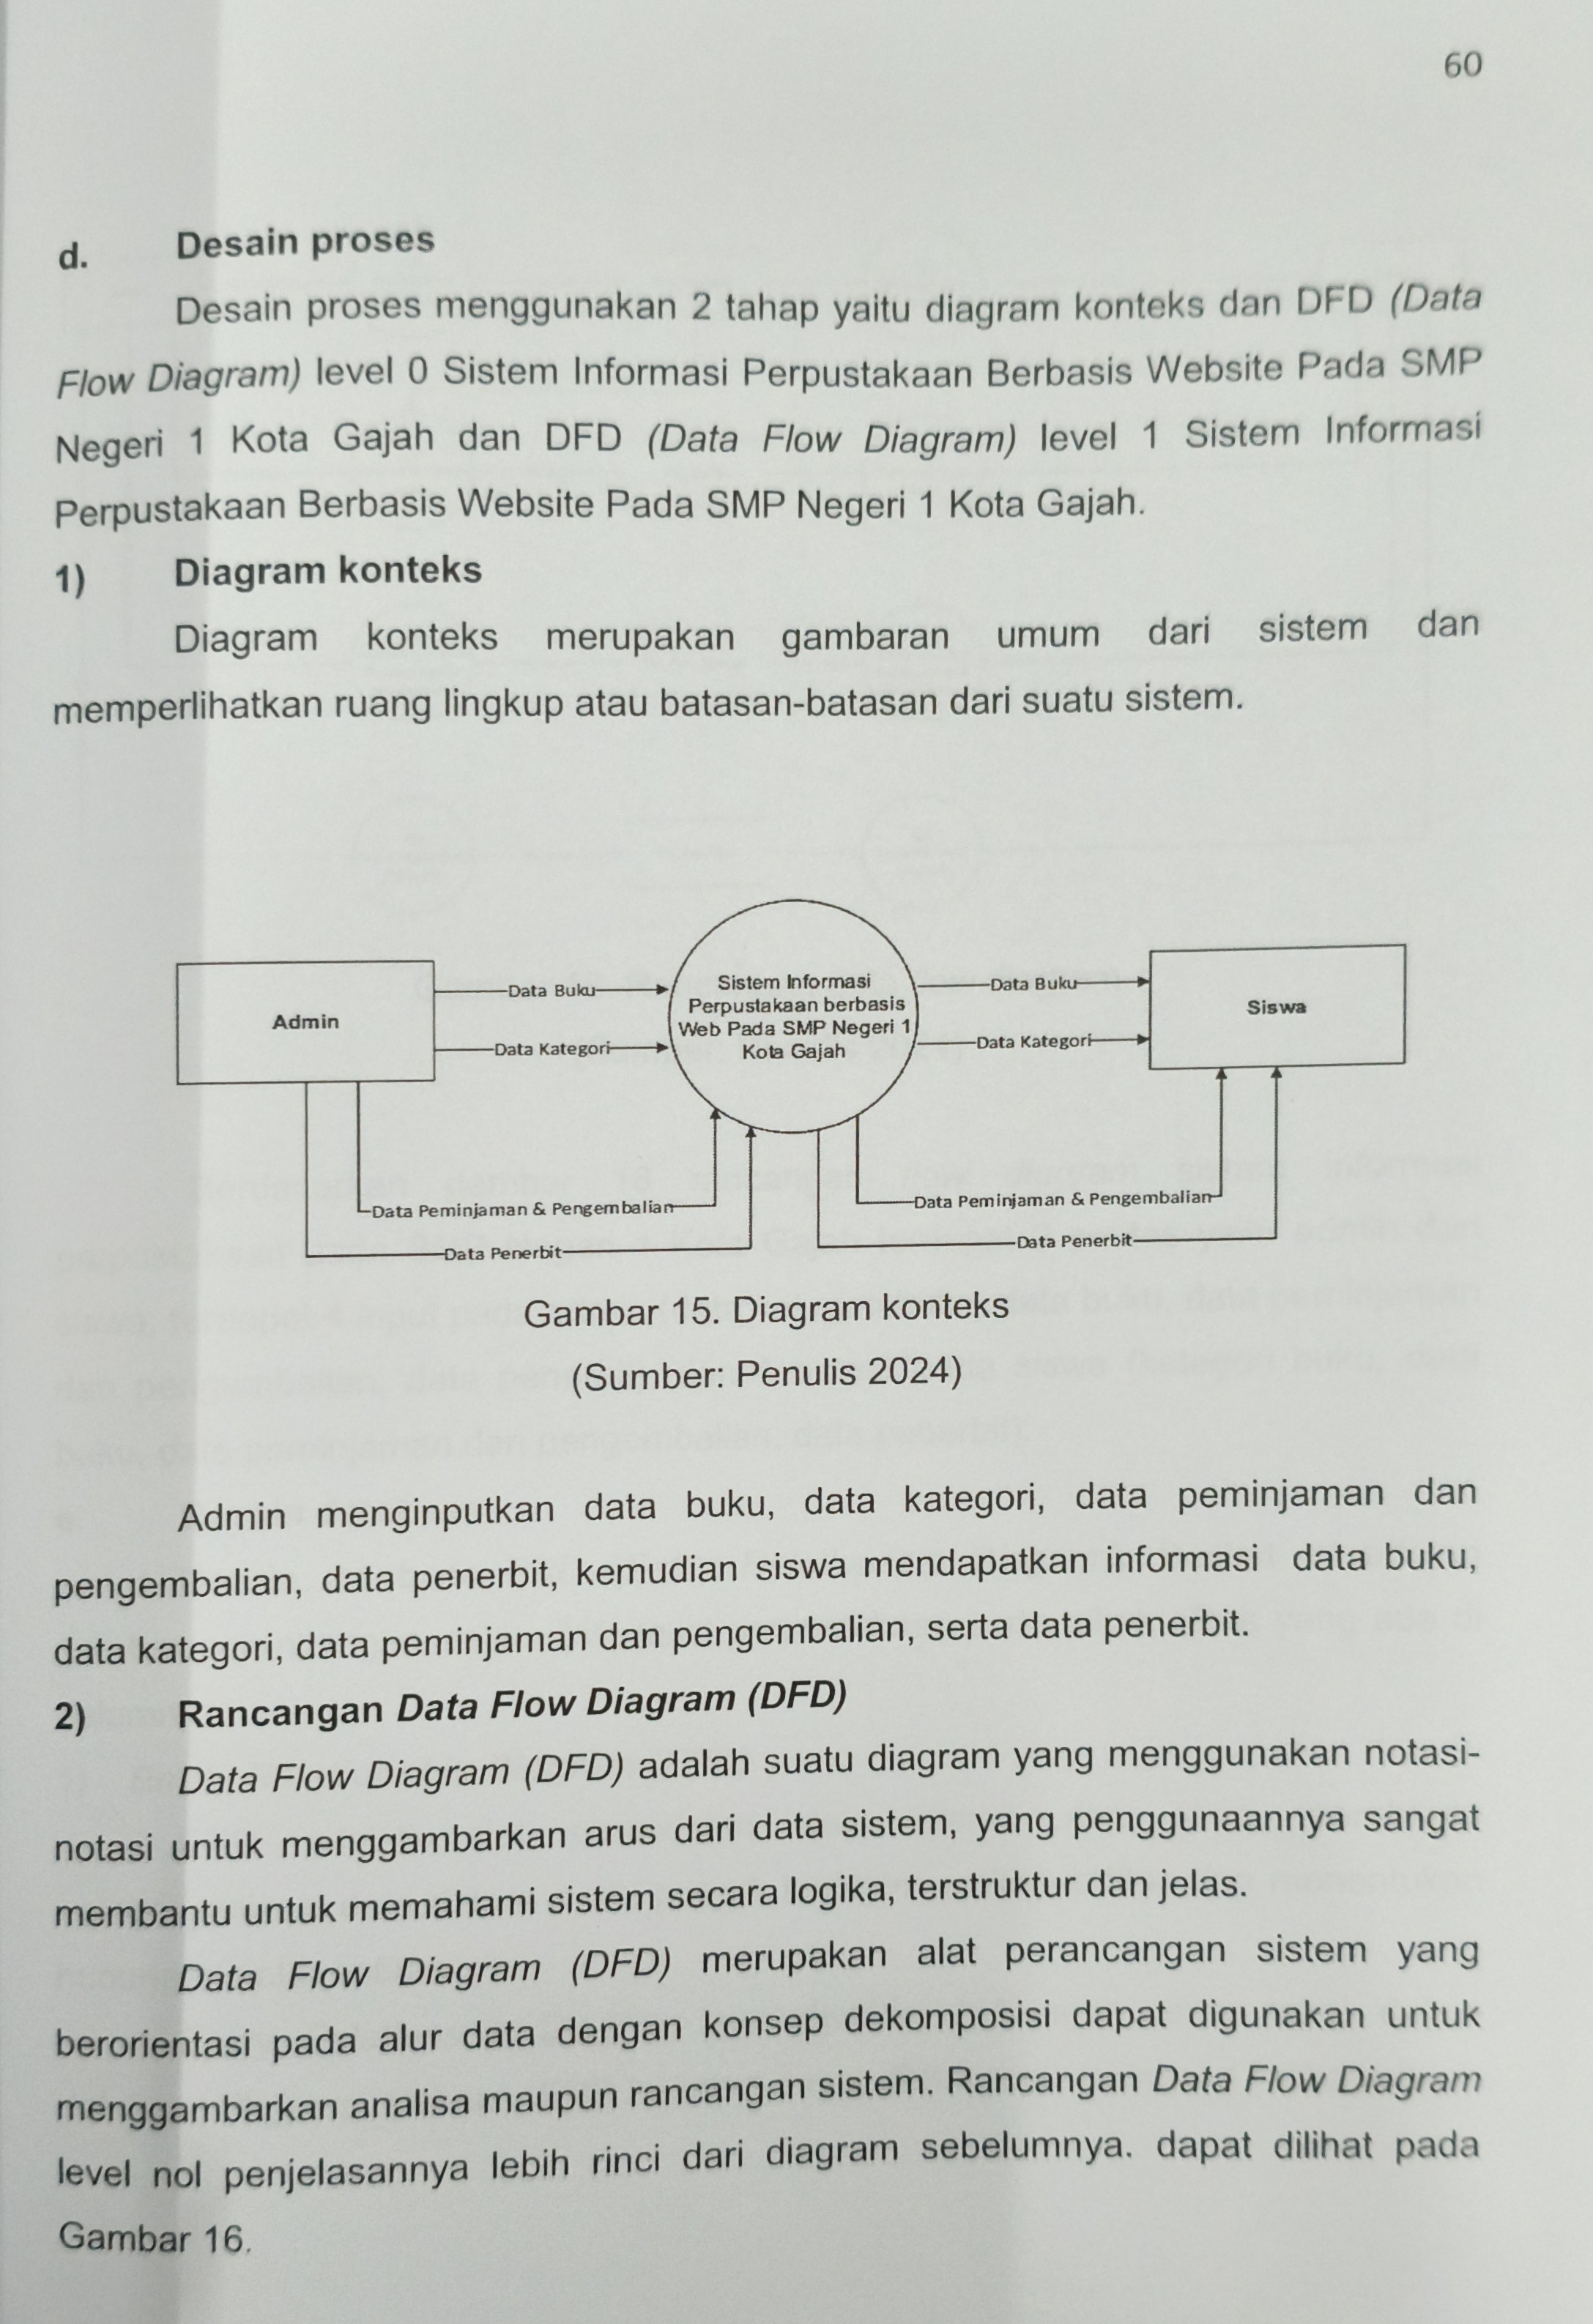 60
d. Desain proses
Desain proses menggunakan 2 tahap yaitu diagram konteks dan DFD (Data
Flow Diagram) level 0 Sistem Informasi Perpustakaan Berbasis Website Pada SMP
Negeri 1 Kota Gajah dan DFD (Data Flow Diagram) level 1 Sistem Informasi
Perpustakaan Berbasis Website Pada SMP Negeri 1 Kota Gajah.
1) Diagram konteks
Diagram konteks merupakan gambaran umum dari sistem dan
memperlihatkan ruang lingkup atau batasan-batasan dari suatu sistem.
Admin
Data Buku
Data Kategori
Data Peminjaman & Pengembalian
Data Penerbit
Sistem Informasi
Perpustakaan berbasis
Web Pada SMP Negeri 1
Kota Gajah
Data Buku
Data Kategori
Data Peminjaman & Pengembalian
Data Penerbit
Siswa
Gambar 15. Diagram konteks
(Sumber: Penulis 2024)
Admin menginputkan data buku, data kategori, data peminjaman dan
pengembalian, data penerbit, kemudian siswa mendapatkan informasi data buku,
data kategori, data peminjaman dan pengembalian, serta data penerbit.
2) Rancangan Data Flow Diagram (DFD)
Data Flow Diagram (DFD) adalah suatu diagram yang menggunakan notasi-
notasi untuk menggambarkan arus dari data sistem, yang penggunaannya sangat
membantu untuk memahami sistem secara logika, terstruktur dan jelas.
Data Flow Diagram (DFD) merupakan alat perancangan sistem yang
berorientasi pada alur data dengan konsep dekomposisi dapat digunakan untuk
menggambarkan analisa maupun rancangan sistem. Rancangan Data Flow Diagram
level nol penjelasannya lebih rinci dari diagram sebelumnya. dapat dilihat pada
Gambar 16.